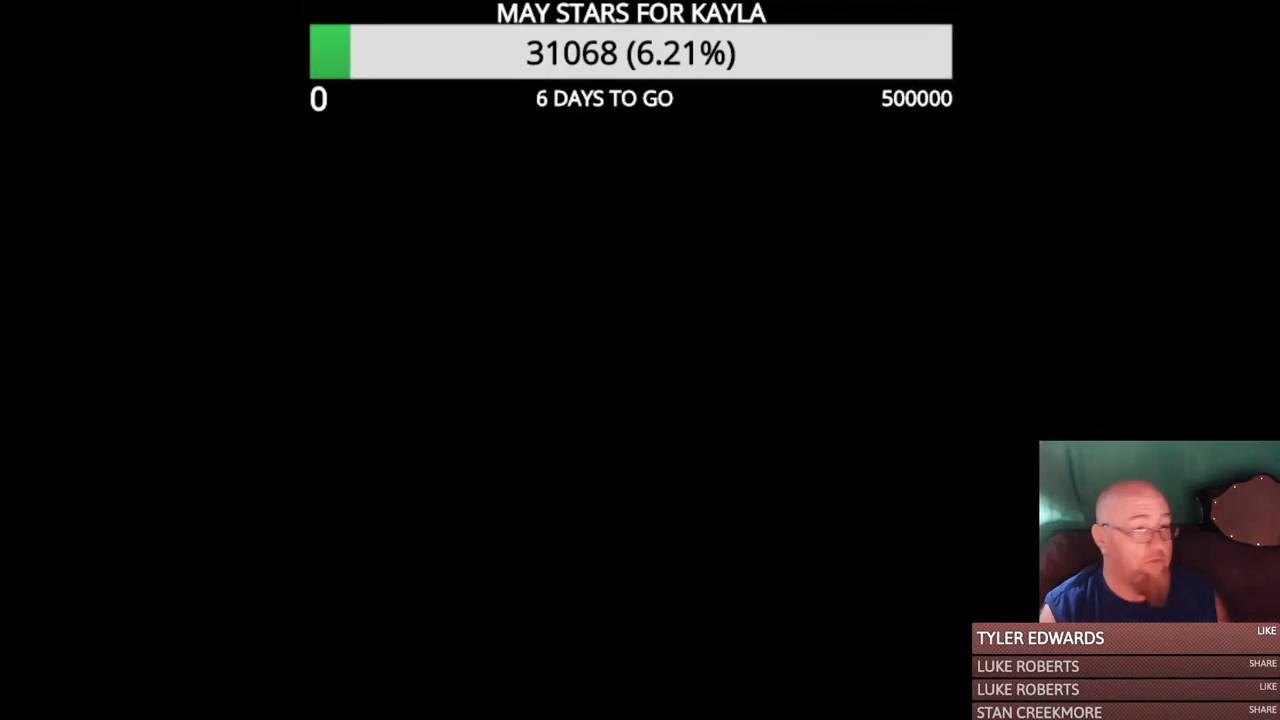 MAY STARS FOR KAYLA
31068 (6.21%)
0 6 DAYS TO GO 500000
TYLER EDWARDS LIKE
LUKE ROBERTS SHARE
LUKE ROBERTS LIKE
STAN CREEKMORE SHARE